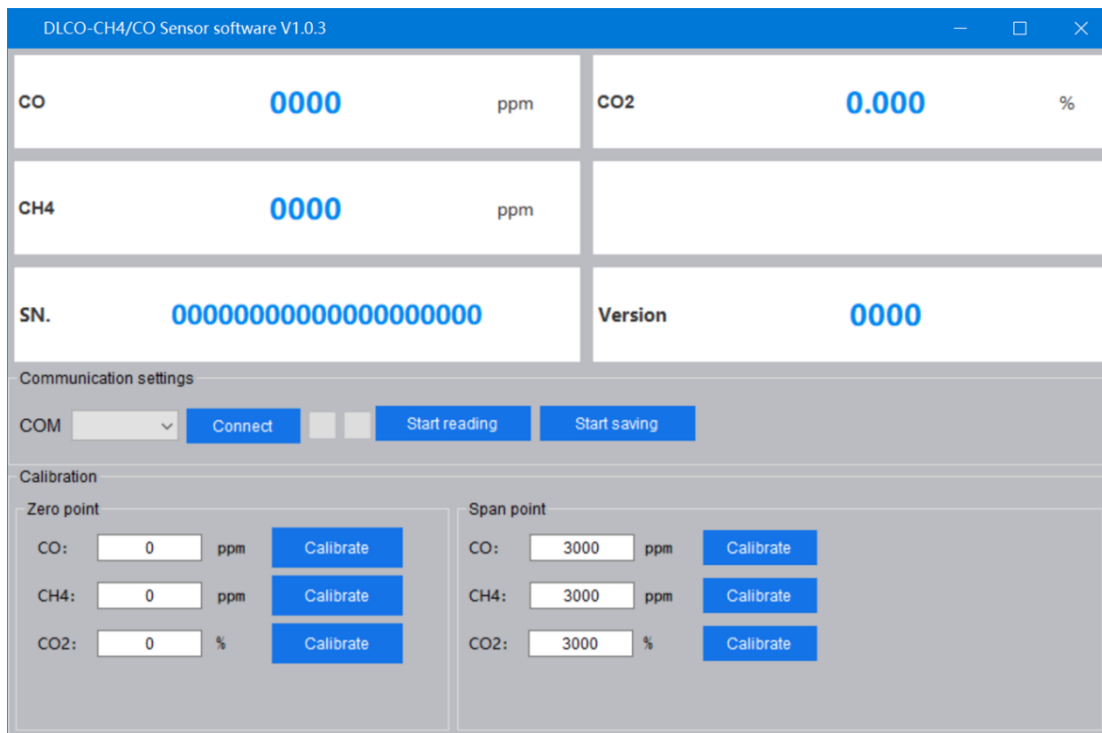 DLCO-CH4/CO Sensor software V1.0.3
CO 0000 ppm
CO2 0.000 %
CH4 0000 ppm
SN. 00000000000000000000
Version 0000
Communication settings
COM Connect Start reading Start saving
Calibration
Zero point
CO: 0 ppm Calibrate
CH4: 0 ppm Calibrate
CO2: 0 % Calibrate
Span point
CO: 3000 ppm Calibrate
CH4: 3000 ppm Calibrate
CO2: 3000 % Calibrate